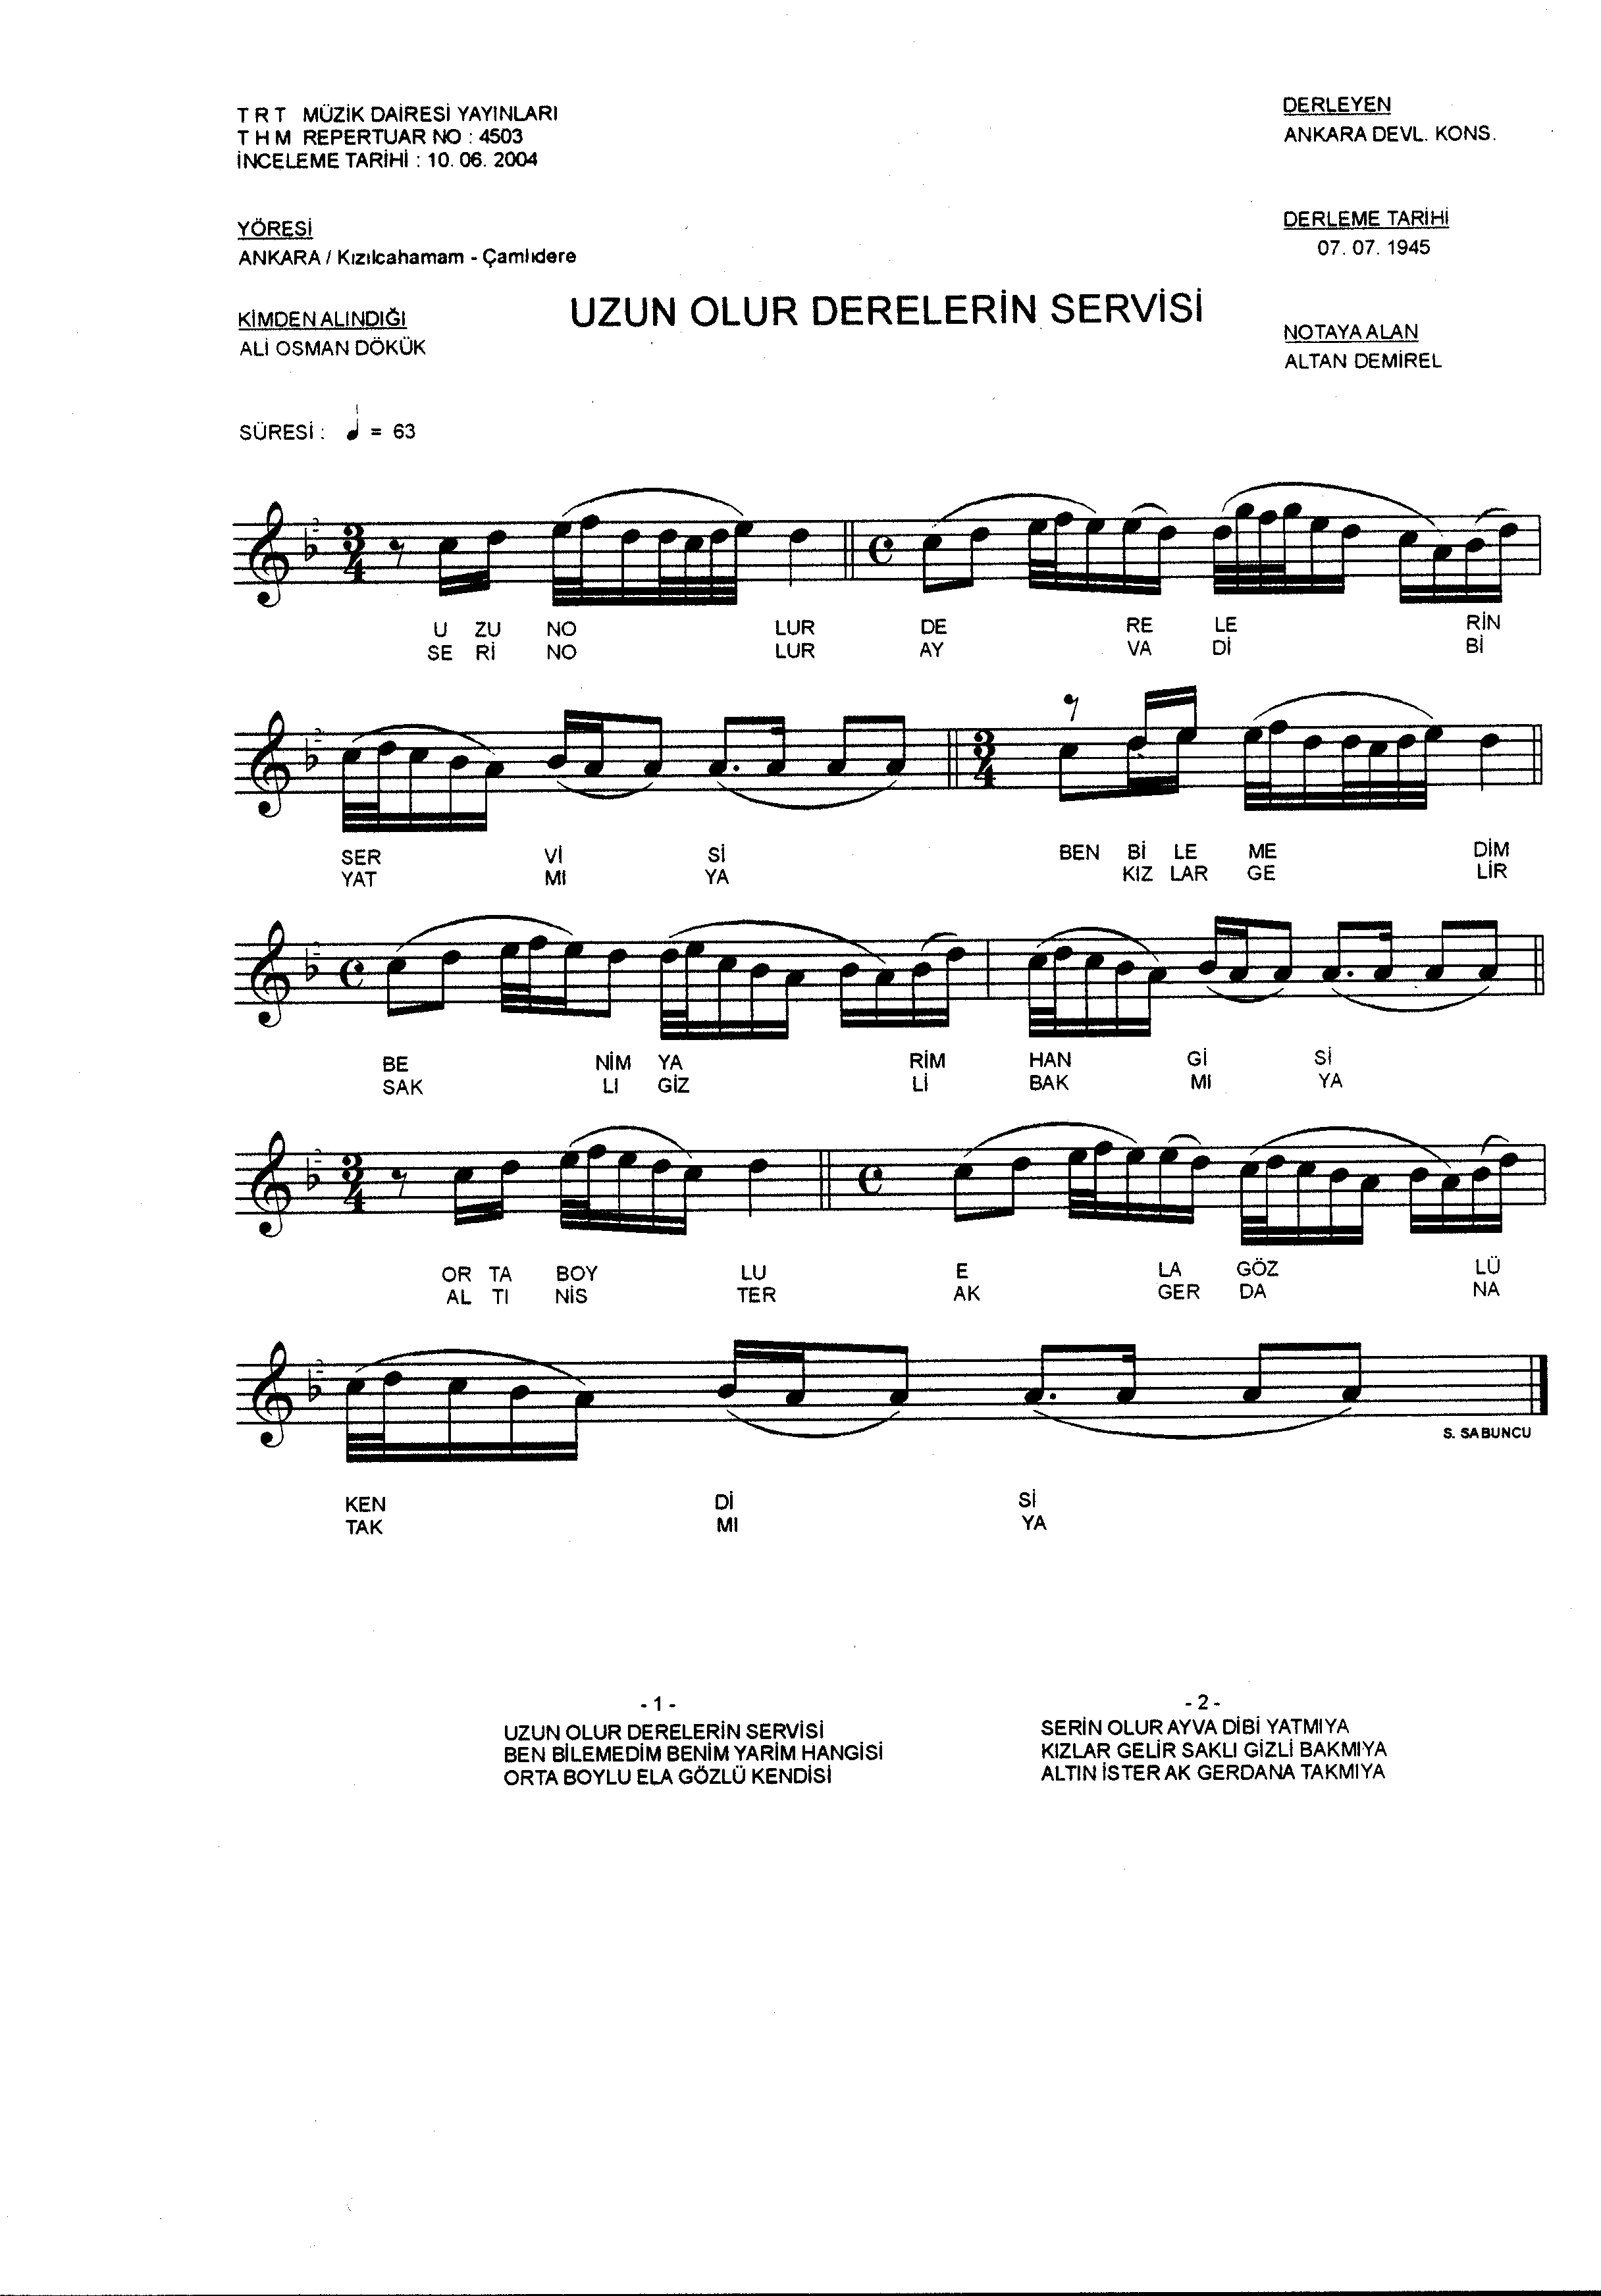 T R T MÜZİK DAİRESİ YAYINLARI
T H M REPERTUAR NO : 4503
İNCELEME TARİHİ : 10. 06. 2004
DERLEYEN
ANKARA DEVL. KONS.
YÖRESİ
ANKARA / Kızılcahamam - Çamlıdere
DERLEME TARİHİ
07. 07. 1945
KİMDEN ALINDIĞI
ALİ OSMAN DÖKÜK
UZUN OLUR DERELERİN SERVİSİ
NOTAYA ALAN
ALTAN DEMİREL
SÜRESİ : = 63
U ZU NO LUR DE RE LE RİN
SE Rİ NO LUR AY VA Dİ Bİ
SER Vİ Sİ BEN Bİ LE ME DİM
YAT MI YA KIZ LAR GE LİR
BE NİM YA RİM HAN Gİ Sİ
SAK LI GİZ Lİ BAK MI YA
OR TA BOY LU E LA GÖZ LÜ
AL TI NİS TER AK GER DA NA
S. SABUNCU
KEN Dİ Sİ
TAK MI YA
- 1 -
UZUN OLUR DERELERİN SERVİSİ
BEN BİLEMEDİM BENİM YARİM HANGİSİ
ORTA BOYLU ELA GÖZLÜ KENDİSİ
- 2 -
SERİN OLUR AYVA DİBİ YATMIYA
KIZLAR GELİR SAKLI GİZLİ BAKMIYA
ALTIN İSTER AK GERDANA TAKMIYA